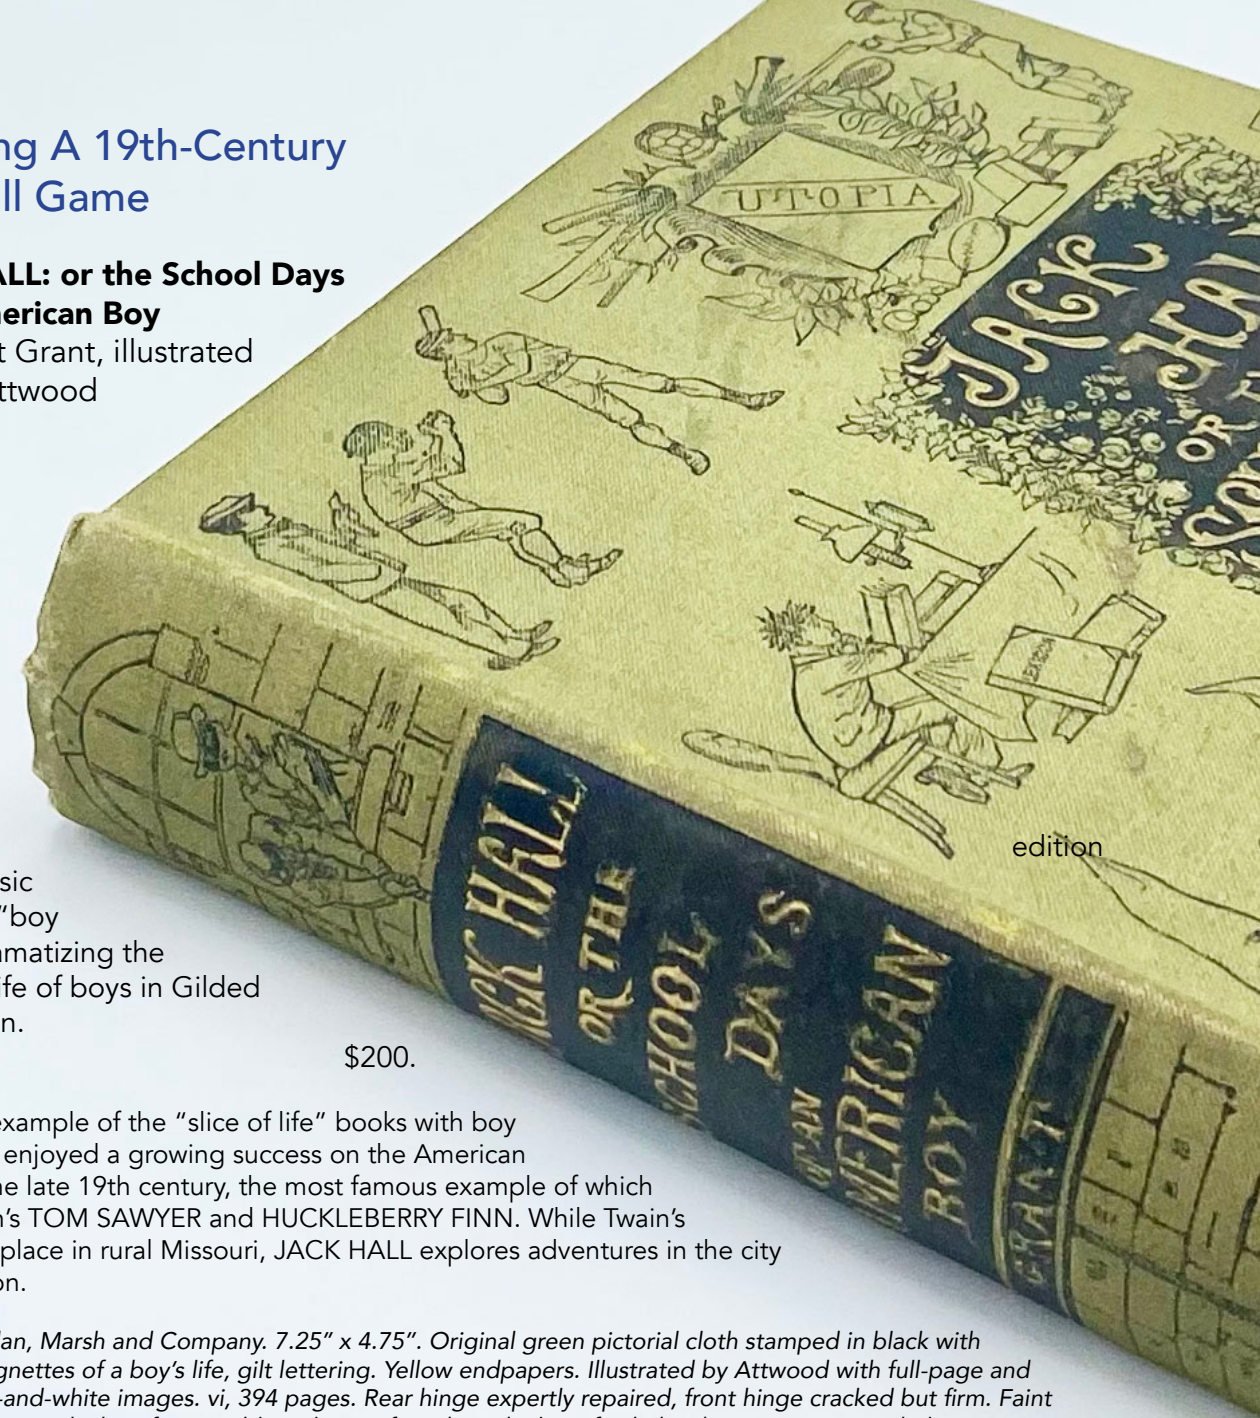 ng A 19th-Century
ll Game
ALL: or the School Days
erican Boy
t Grant, illustrated
ttwood
UTOPIA
JACK
HAL
OR T
SCH
edition
sic
“boy
matizing the
ife of boys in Gilded
n.
$200.
CK HALL
OR THE
SCHOOL
DAYS
OF AN
MERICAN
BOY
GRANT
example of the “slice of life” books with boy
enjoyed a growing success on the American
he late 19th century, the most famous example of which
n’s TOM SAWYER and HUCKLEBERRY FINN. While Twain’s
place in rural Missouri, JACK HALL explores adventures in the city
on.
dan, Marsh and Company. 7.25” x 4.75”. Original green pictorial cloth stamped in black with
gnettes of a boy’s life, gilt lettering. Yellow endpapers. Illustrated by Attwood with full-page and
-and-white images. vi, 394 pages. Rear hinge expertly repaired, front hinge cracked but firm. Faint